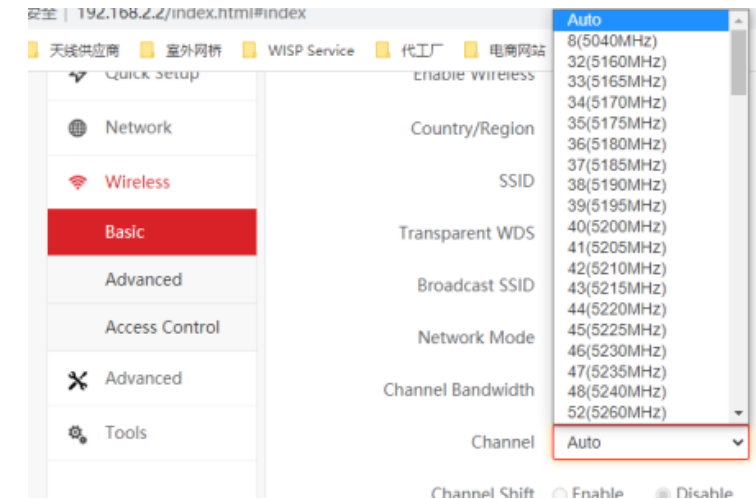 安全 | 192.168.2.2/index.html#index
天线供应商 室外网桥 WISP Service 代工厂 电商网站
Quick Setup
Network
Wireless
Basic
Advanced
Access Control
Advanced
Tools
Enable Wireless
Country/Region
SSID
Transparent WDS
Broadcast SSID
Network Mode
Channel Bandwidth
Channel
Auto
Channel Shift
Enable
Disable
Auto
8(5040MHz)
32(5160MHz)
33(5165MHz)
34(5170MHz)
35(5175MHz)
36(5180MHz)
37(5185MHz)
38(5190MHz)
39(5195MHz)
40(5200MHz)
41(5205MHz)
42(5210MHz)
43(5215MHz)
44(5220MHz)
45(5225MHz)
46(5230MHz)
47(5235MHz)
48(5240MHz)
52(5260MHz)